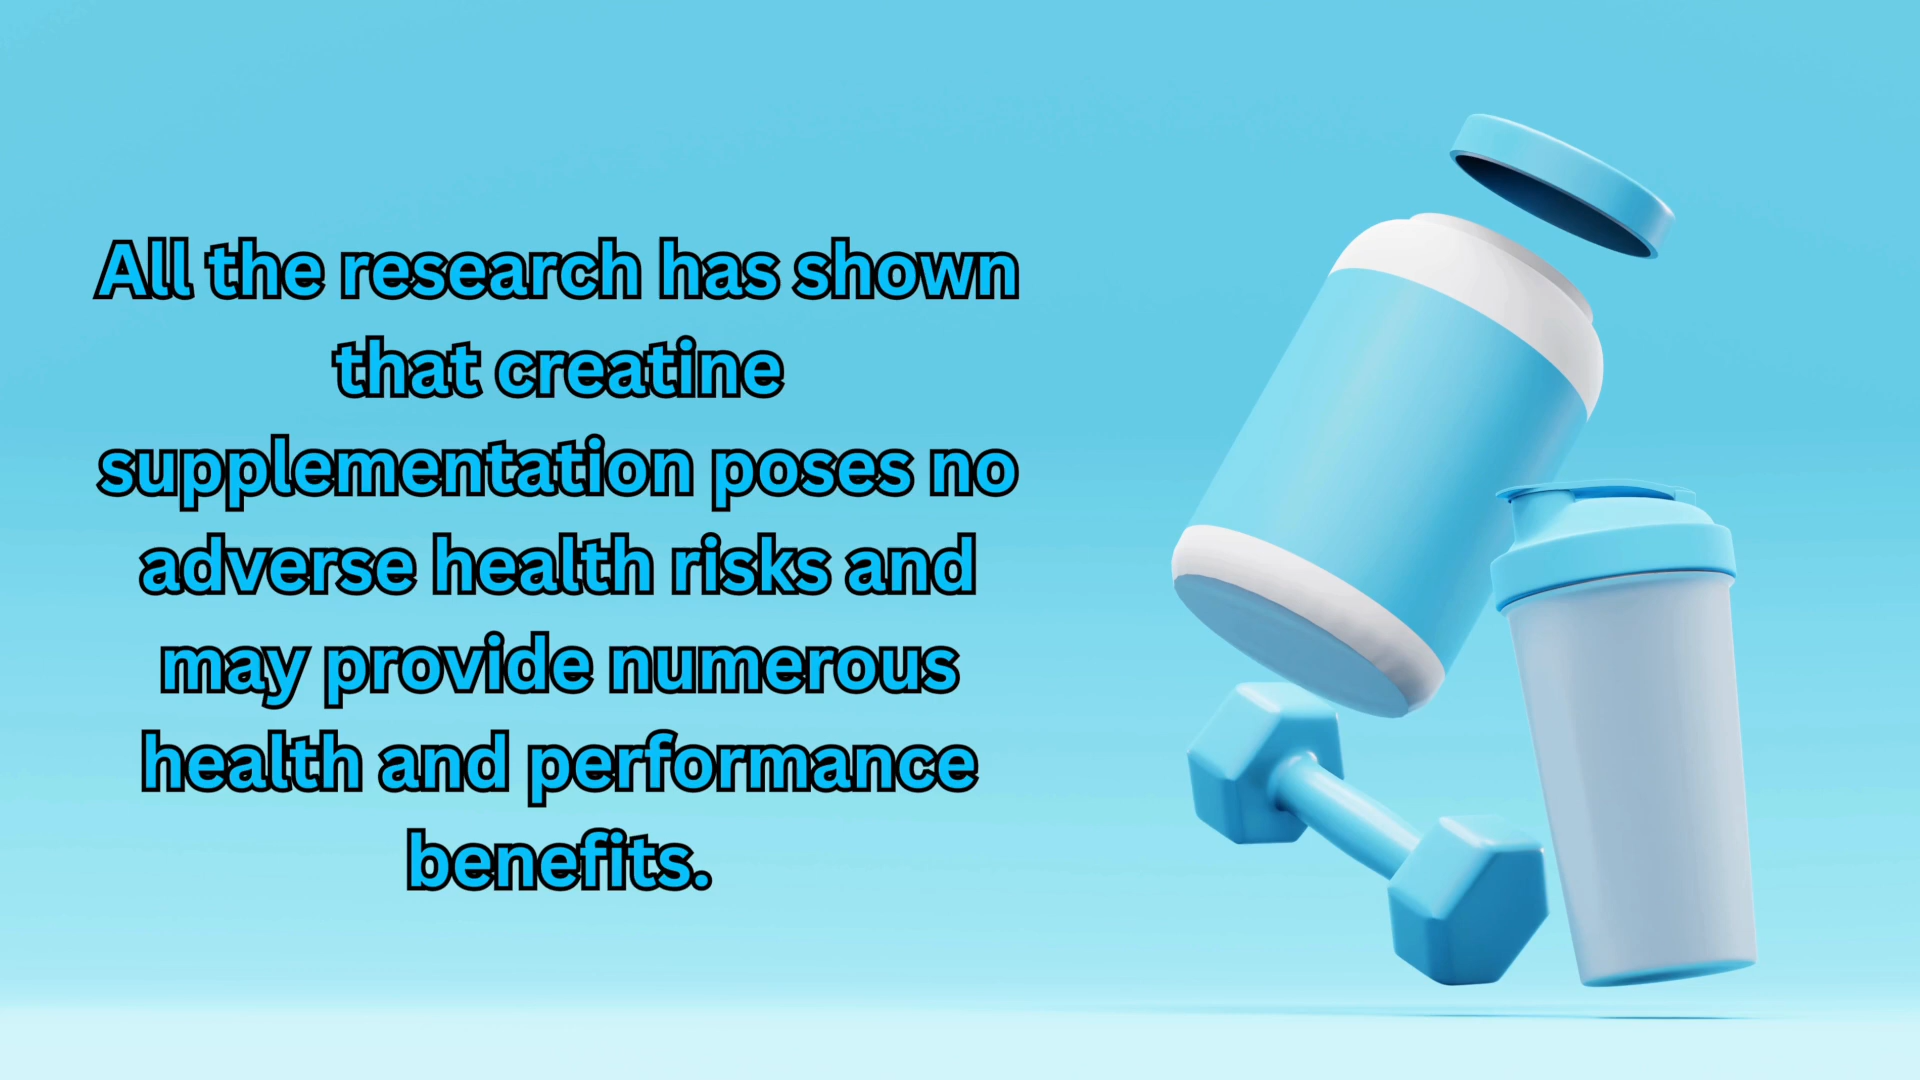 All the research has shown
that creatine
supplementation poses no
adverse health risks and
may provide numerous
health and performance
benefits.